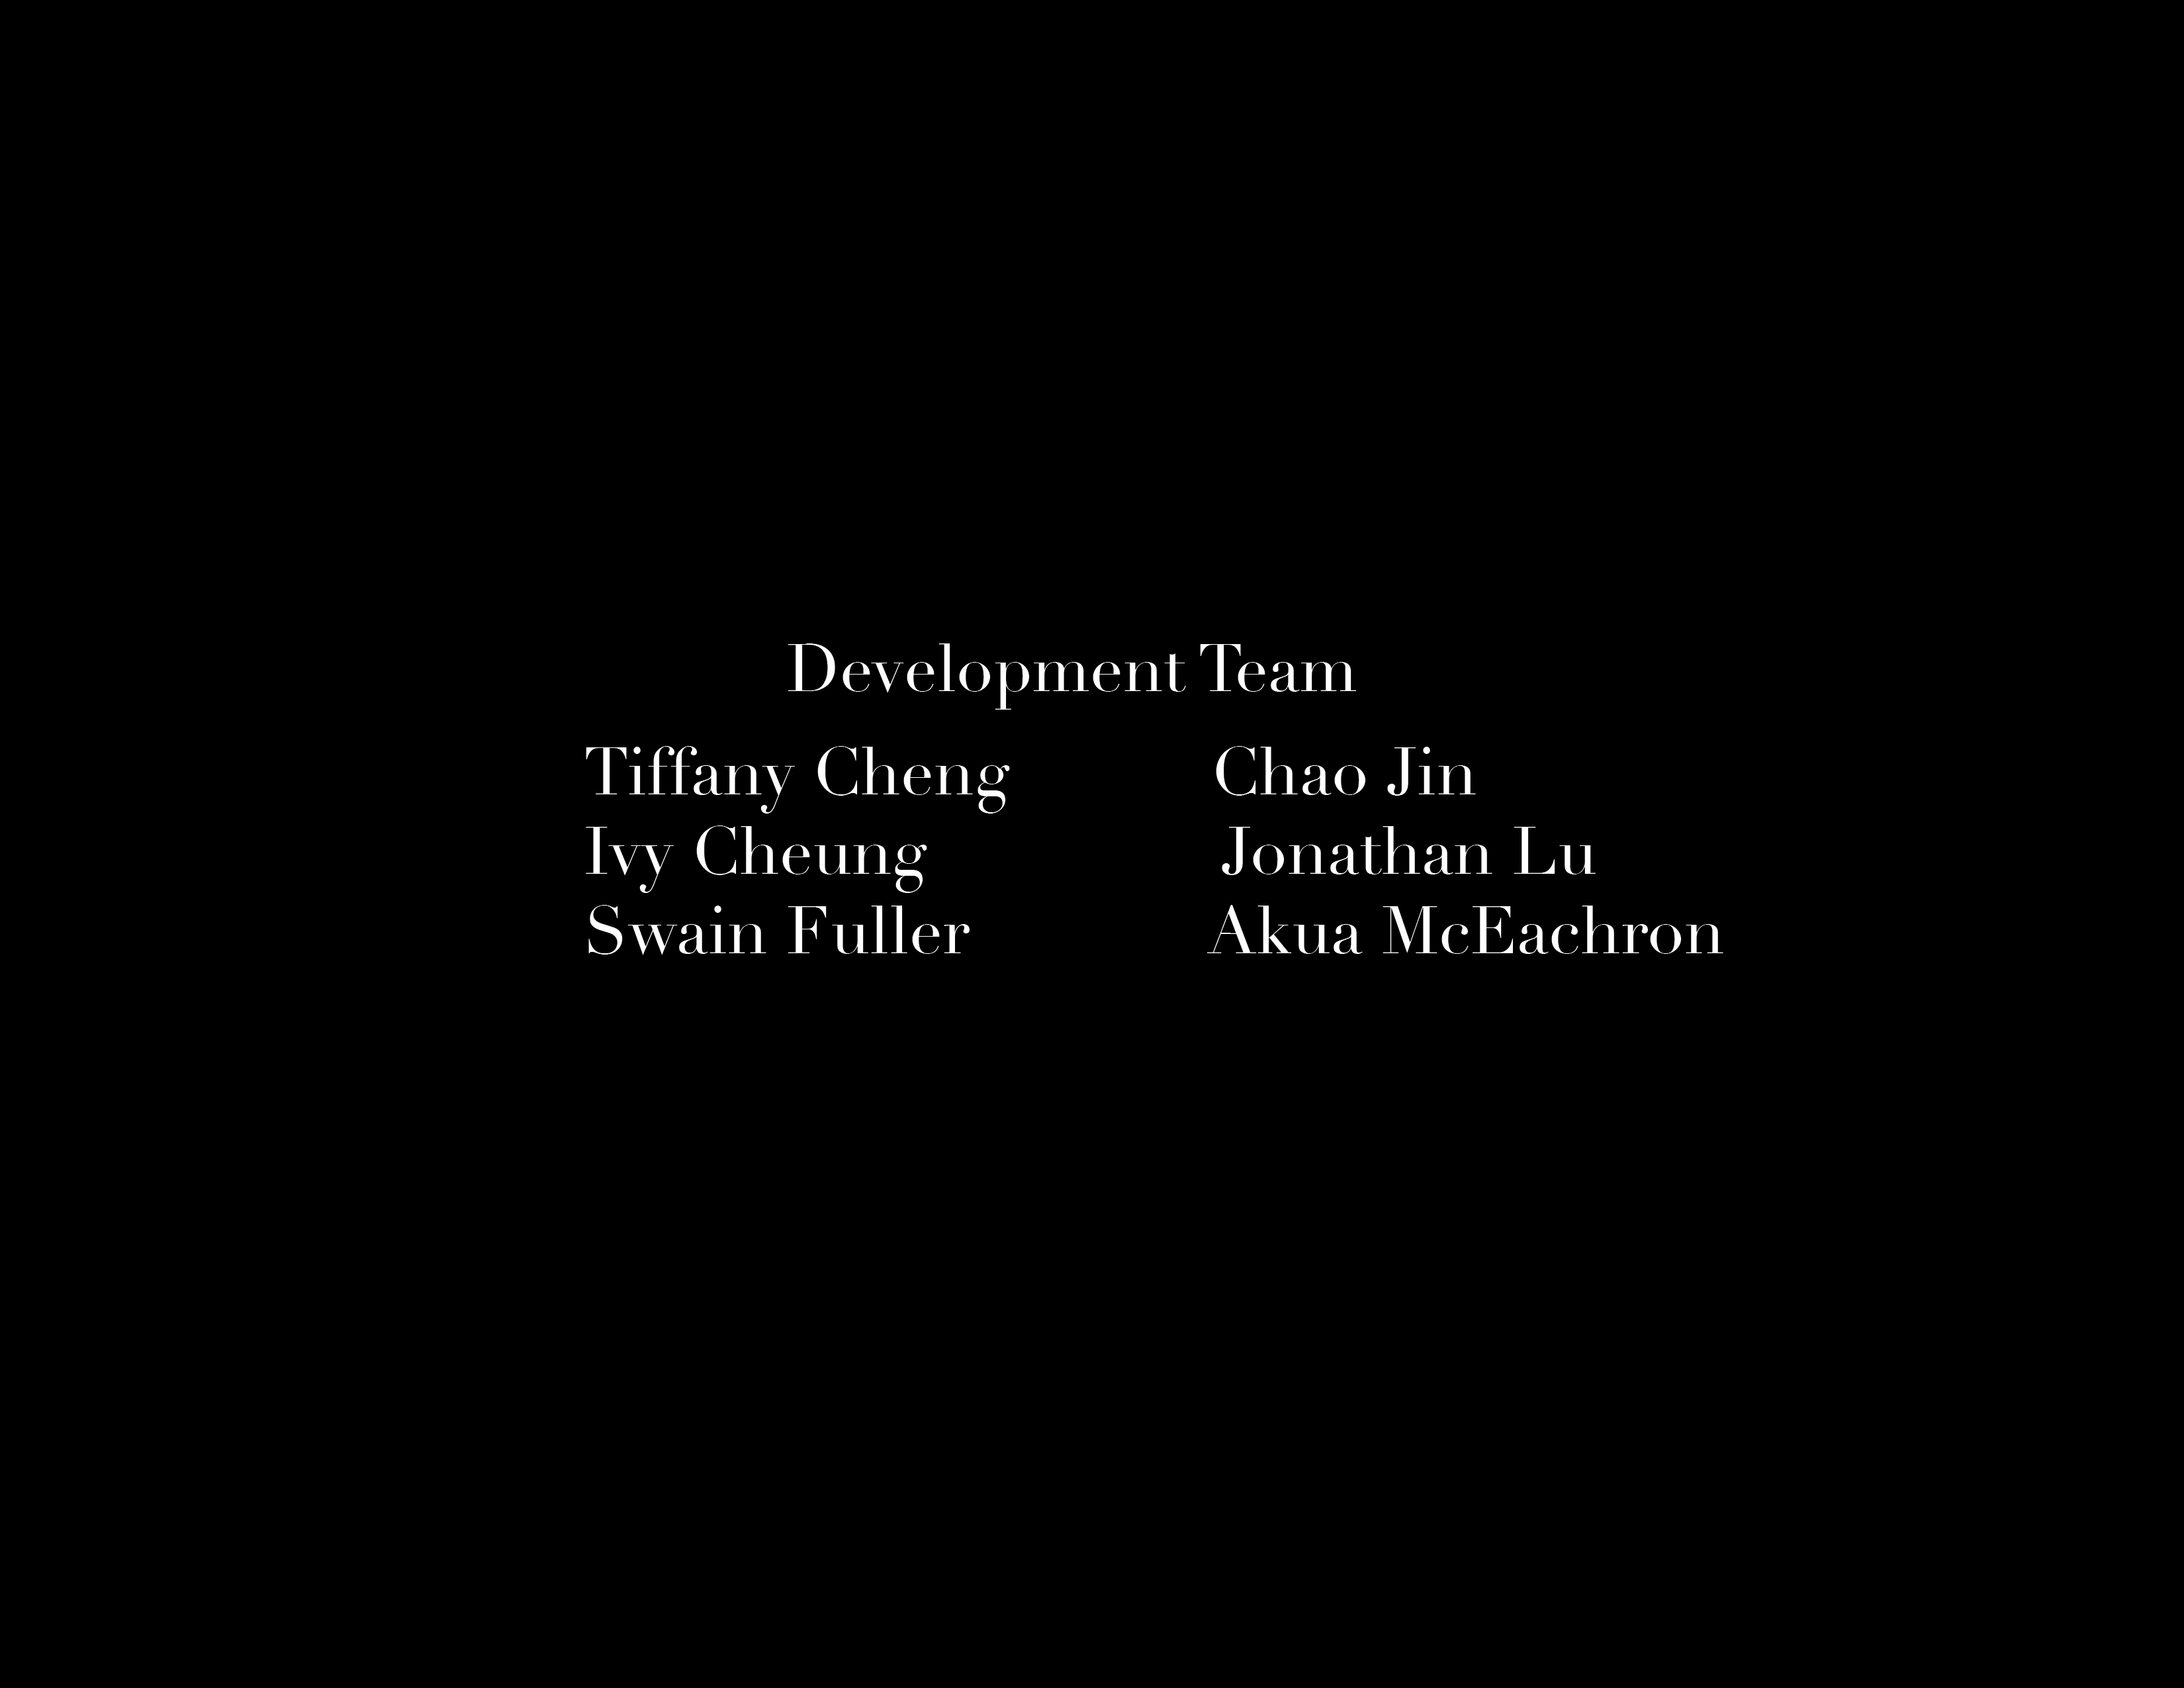 Development Team
Tiffany Cheng Chao Jin
Ivy Cheung Jonathan Lu
Swain Fuller Akua McEachron